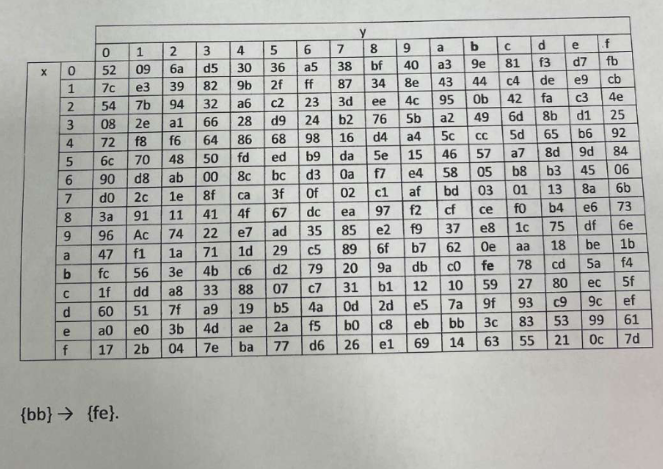 y
0 1 2 3 4 5 6 7 8 9 a b c d e f
x 0 52 09 6a d5 30 36 a5 38 bf 40 a3 9e 81 f3 d7 fb
1 7c e3 39 82 9b 2f ff 87 34 8e 43 44 c4 de e9 cb
2 54 7b 94 32 a6 c2 23 3d ee 4c 95 0b 42 fa c3 4e
3 08 2e a1 66 28 d9 24 b2 76 5b a2 49 6d 8b d1 25
4 72 f8 f6 64 86 68 98 16 d4 a4 5c cc 5d 65 b6 92
5 6c 70 48 50 fd ed b9 da 5e 15 46 57 a7 8d 9d 84
6 90 d8 ab 00 8c bc d3 0a f7 e4 58 05 b8 b3 45 06
7 d0 2c 1e 8f ca 3f 0f 02 c1 af bd 03 01 13 8a 6b
8 3a 91 11 41 4f 67 dc ea 97 f2 cf ce f0 b4 e6 73
9 96 Ac 74 22 e7 ad 35 85 e2 f9 37 e8 1c 75 df 6e
a 47 f1 1a 71 1d 29 c5 89 6f b7 62 0e aa 18 be 1b
b fc 56 3e 4b c6 d2 79 20 9a db c0 fe 78 cd 5a f4
c 1f dd a8 33 88 07 c7 31 b1 12 10 59 27 80 ec 5f
d 60 51 7f a9 19 b5 4a 0d 2d e5 7a 9f 93 c9 9c ef
e a0 e0 3b 4d ae 2a f5 b0 c8 eb bb 3c 83 53 99 61
f 17 2b 04 7e ba 77 d6 26 e1 69 14 63 55 21 0c 7d
{bb} → {fe}.